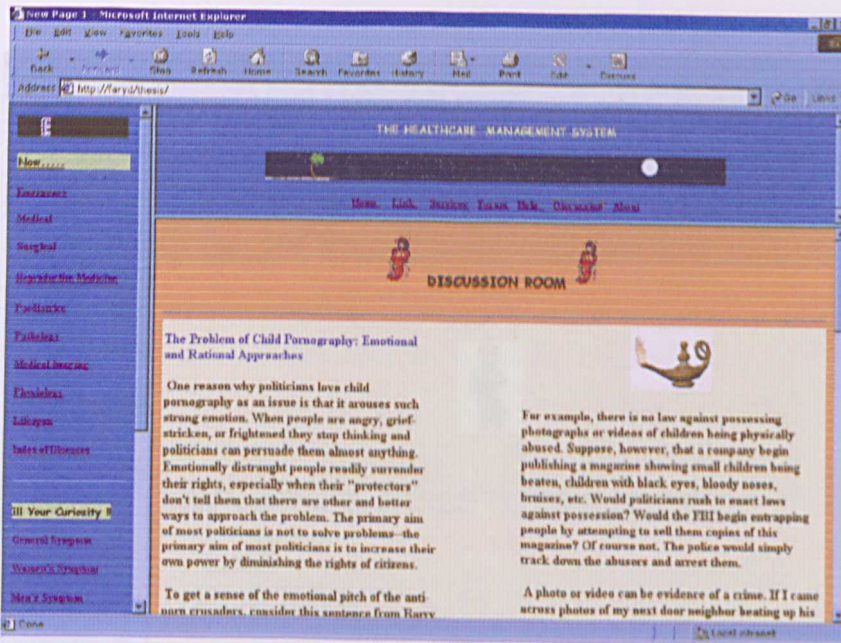 New Page 1 - Microsoft Internet Explorer
File Edit View Favorites Tools Help
Back Forward Stop Refresh Home Search Favorites History Mail Print Edit Discuss
Address http://faryd/thesis/ Go Links
E
Now.....
Emergency
Medical
Surgical
Reproductive Medicine
Paediatrics
Medical Imaging
Index of Diseases
ill Your Curiosity !!
General Symptom
Women's Symptom
Men's Symptom
THE HEALTHCARE MANAGEMENT SYSTEM
Home Link Services Forum Help Discussion About
DISCUSSION ROOM
The Problem of Child Pornography: Emotional
and Rational Approaches
One reason why politicians love child
pornography as an issue is that it arouses such
strong emotion. When people are angry, grief-
stricken, or frightened they stop thinking and
politicians can persuade them almost anything.
Emotionally distraught people readily surrender
their rights, especially when their "protectors"
don't tell them that there are other and better
ways to approach the problem. The primary aim
of most politicians is not to solve problems--the
primary aim of most politicians is to increase their
own power by diminishing the rights of citizens.
To get a sense of the emotional pitch of the anti-
porn crusaders, consider this sentence from Barry
For example, there is no law against possessing
photographs or videos of children being physically
abused. Suppose, however, that a company begin
publishing a magazine showing small children being
beaten, children with black eyes, bloody noses,
bruises, etc. Would politicians rush to enact laws
against possession? Would the FBI begin entrapping
people by attempting to sell them copies of this
magazine? Of course not. The police would simply
track down the abusers and arrest them.
A photo or video can be evidence of a crime. If I came
across photos of my next door neighbor beating up his
Done
Local intranet